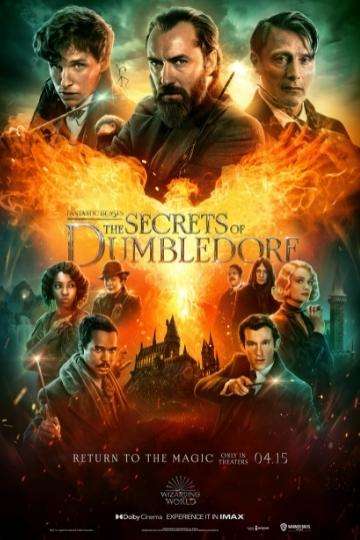 FANTASTIC BEASTS
THE SECRETS OF
DUMBLEDORE
RETURN TO THE MAGIC ONLY IN THEATERS 04.15
WIZARDING
WORLD
Dolby Cinema EXPERIENCE IT IN IMAX